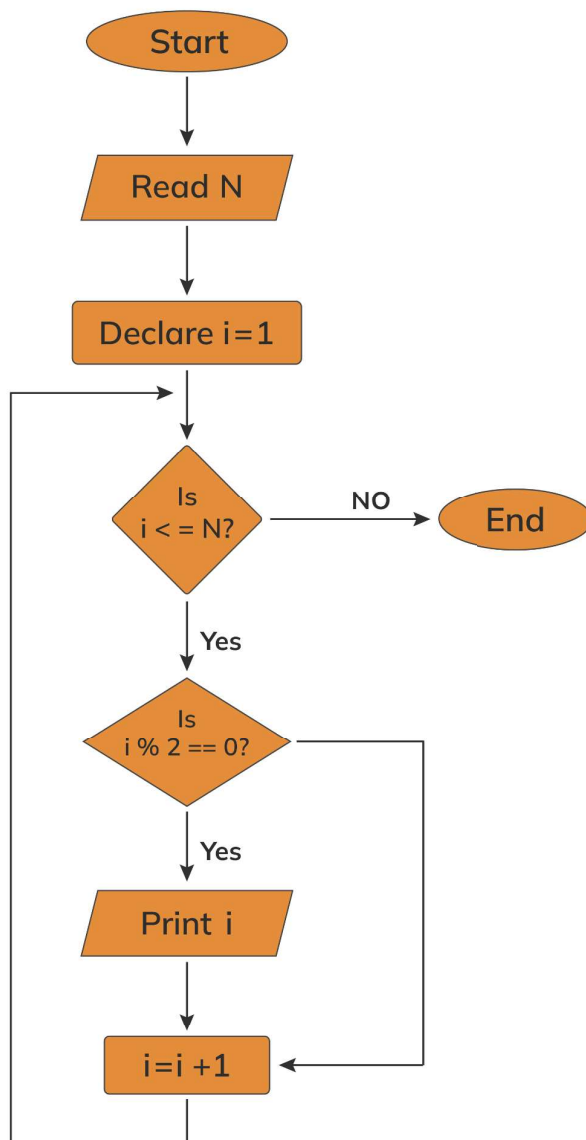 Start
Read N
Declare i=1
Is
i < = N?
NO
End
Yes
Is
i % 2 == 0?
Yes
Print i
i=i +1